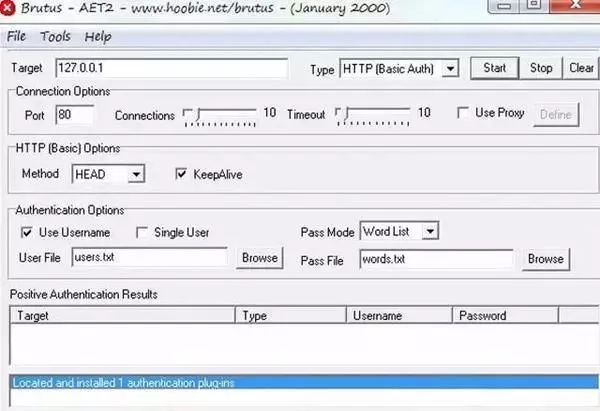 Brutus - AET2 - www.hoobie.net/brutus - (January 2000)
File Tools Help
Target 127.0.0.1 Type HTTP (Basic Auth) Start Stop Clear
Connection Options
Port 80 Connections 10 Timeout 10 Use Proxy Define
HTTP (Basic) Options
Method HEAD KeepAlive
Authentication Options
Use Username Single User Pass Mode Word List
User File users.txt Browse Pass File words.txt Browse
Positive Authentication Results
Target Type Username Password
Located and installed 1 authentication plug-ins